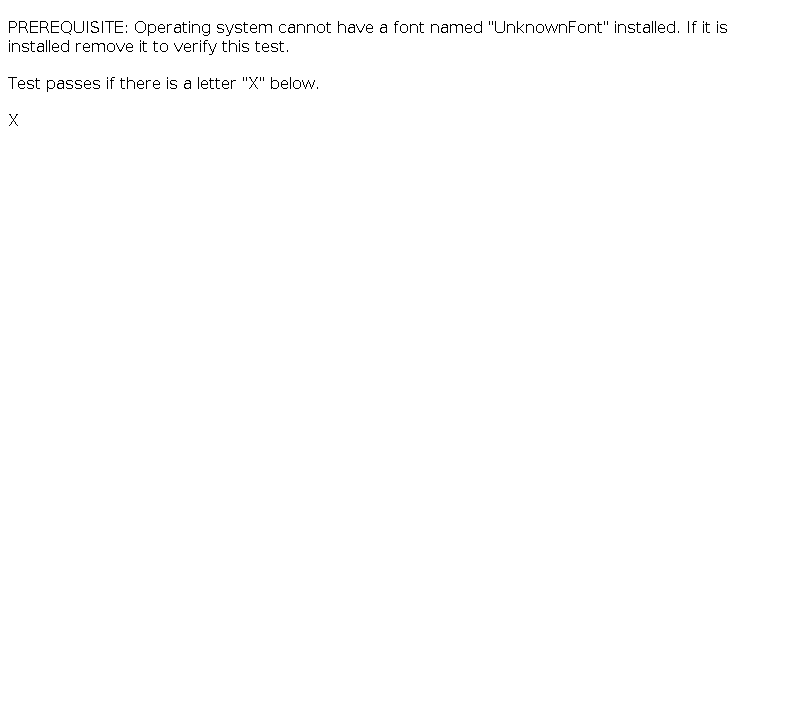 PREREQUISITE: Operating system cannot have a font named "UnknownFont" installed. If it is
installed remove it to verify this test.
Test passes if there is a letter "X" below.
X